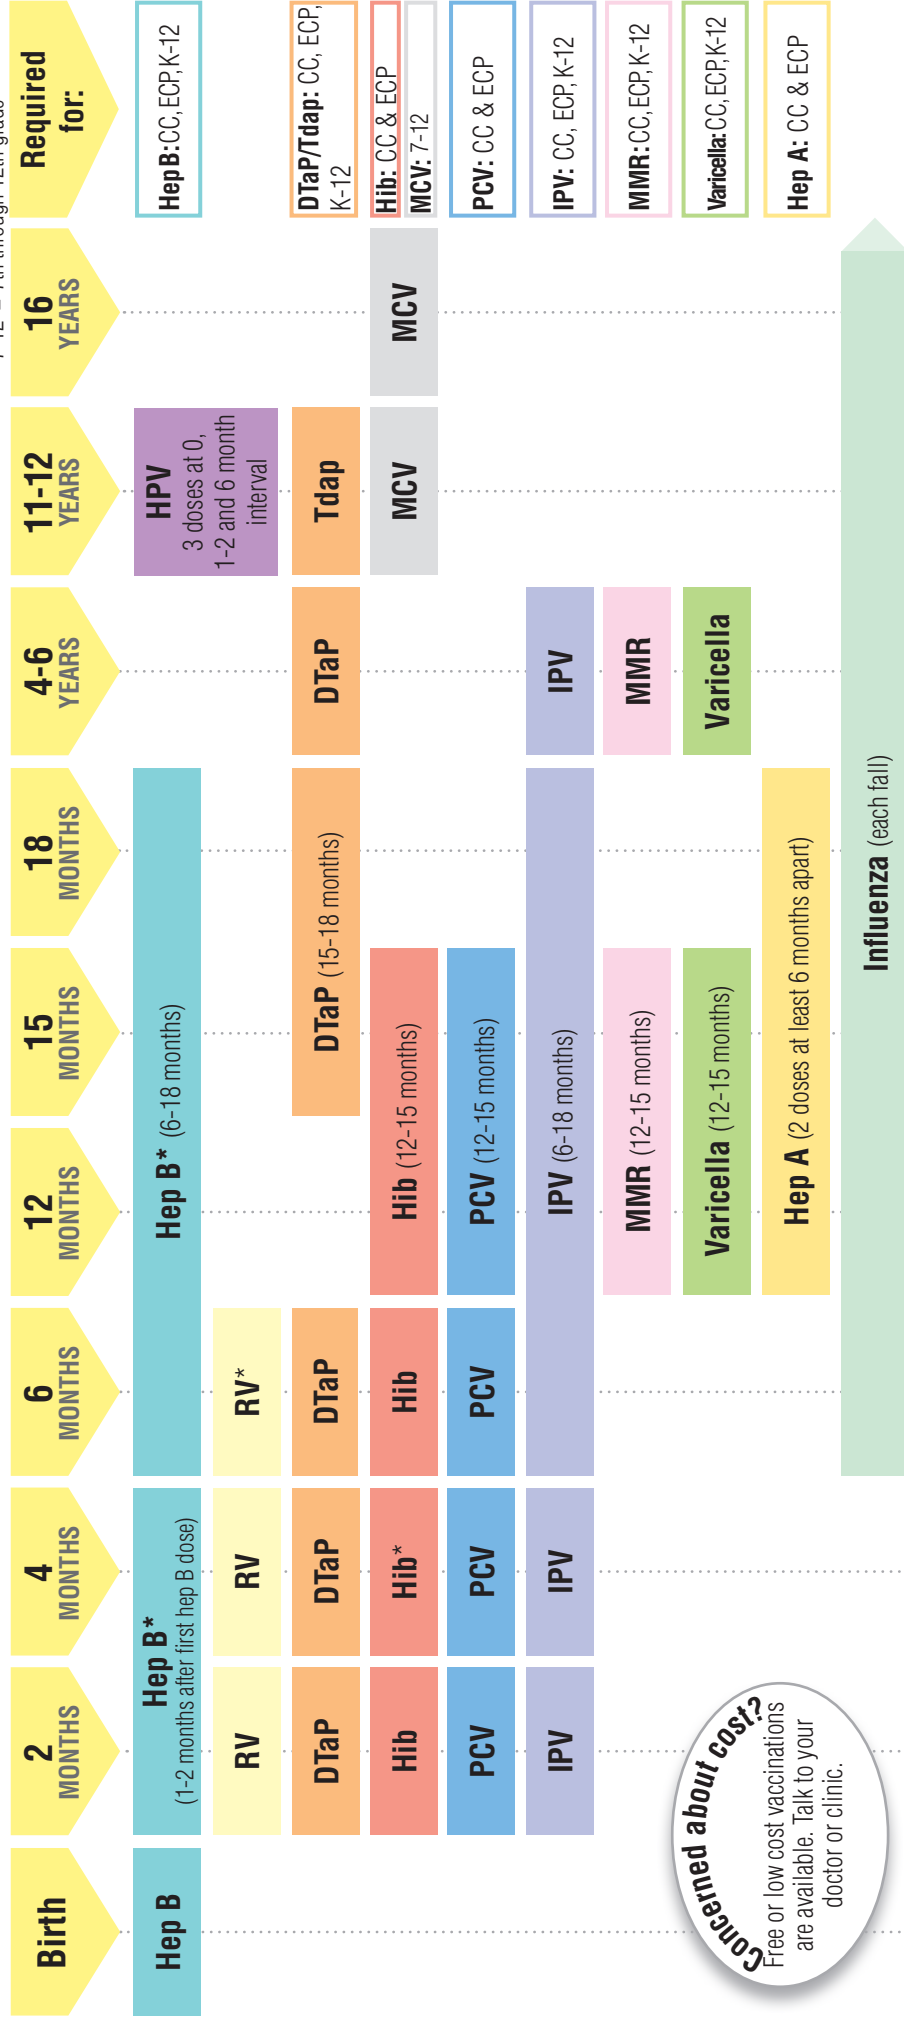 7-12 = 7th through 12th grade
Birth
2
MONTHS
4
MONTHS
6
MONTHS
12
MONTHS
15
MONTHS
18
MONTHS
4-6
YEARS
11-12
YEARS
16
YEARS
Required
for:
Hep B
Hep B*
(1-2 months after first hep B dose)
Hep B* (6-18 months)
HPV
3 doses at 0,
1-2 and 6 month
interval
HepB: CC, ECP, K-12
RV
RV
RV*
DTaP
DTaP
DTaP
DTaP (15-18 months)
DTaP
Tdap
DTaP/Tdap: CC, ECP,
K-12
Hib
Hib*
Hib
Hib (12-15 months)
MCV
MCV
Hib: CC & ECP
MCV: 7-12
PCV
PCV
PCV
PCV (12-15 months)
PCV: CC & ECP
IPV
IPV
IPV (6-18 months)
IPV
IPV: CC, ECP, K-12
MMR (12-15 months)
MMR
MMR: CC, ECP, K-12
Varicella (12-15 months)
Varicella
Varicella: CC, ECP, K-12
Hep A (2 doses at least 6 months apart)
Hep A: CC & ECP
Influenza (each fall)
Concerned about cost?
Free or low cost vaccinations
are available. Talk to your
doctor or clinic.